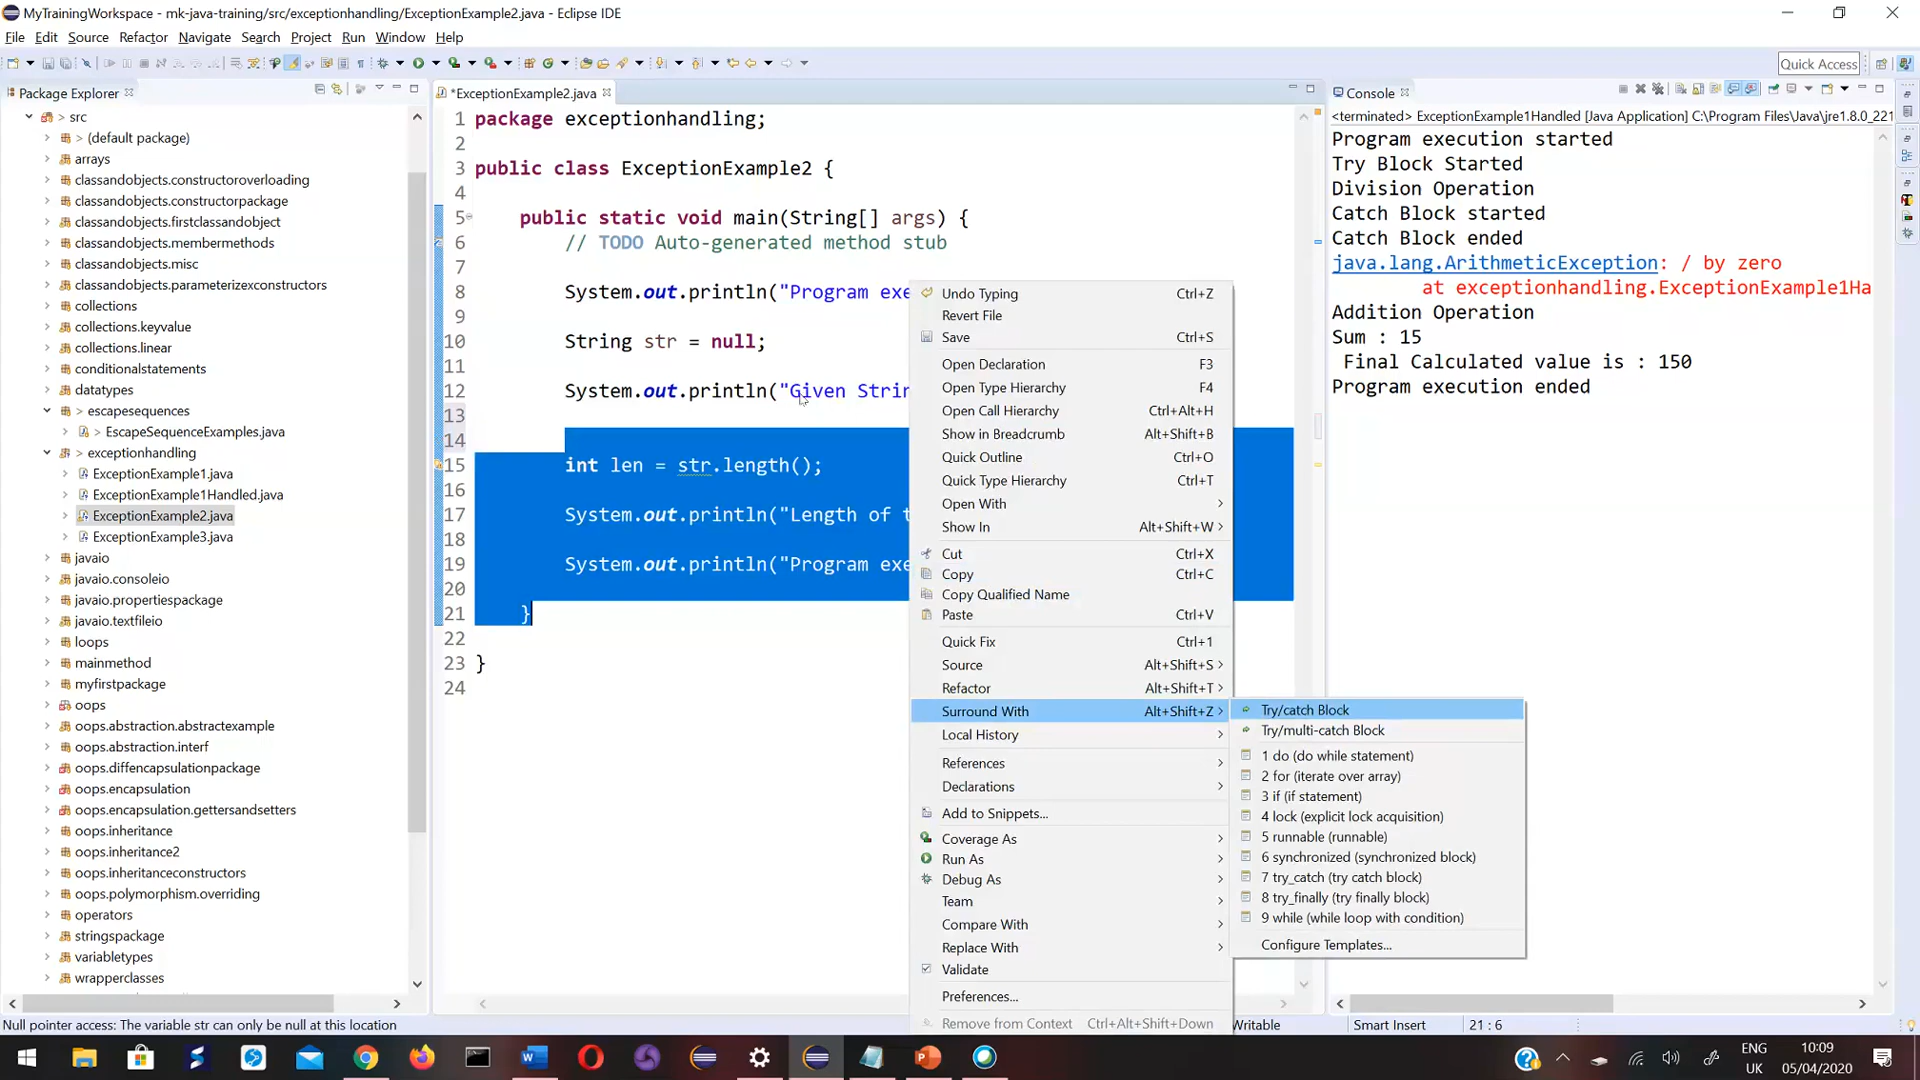 MyTrainingWorkspace - mk-java-training/src/exceptionhandling/ExceptionExample2.java - Eclipse IDE
File Edit Source Refactor Navigate Search Project Run Window Help
Quick Access
Package Explorer
> src
> (default package)
arrays
classandobjects.constructoroverloading
classandobjects.constructorpackage
classandobjects.firstclassandobject
classandobjects.membermethods
classandobjects.misc
classandobjects.parameterizexconstructors
collections
collections.keyvalue
collections.linear
conditionalstatements
datatypes
> escapesequences
> EscapeSequenceExamples.java
> exceptionhandling
ExceptionExample1.java
ExceptionExample1Handled.java
ExceptionExample2.java
ExceptionExample3.java
javaio
javaio.consoleio
javaio.propertiespackage
javaio.textfileio
loops
mainmethod
myfirstpackage
oops
oops.abstraction.abstractexample
oops.abstraction.interf
oops.diffencapsulationpackage
oops.encapsulation
oops.encapsulation.gettersandsetters
oops.inheritance
oops.inheritance2
oops.inheritanceconstructors
oops.polymorphism.overriding
operators
stringspackage
variabletypes
wrapperclasses
*ExceptionExample2.java
1 package exceptionhandling;
2
3 public class ExceptionExample2 {
4
5 public static void main(String[] args) {
6 // TODO Auto-generated method stub
7
8 System.out.println("Program exe
9
10 String str = null;
11
12 System.out.println("Given Strin
13
14
15 int len = str.length();
16
17 System.out.println("Length of t
18
19 System.out.println("Program exe
20
21 }
22
23 }
24
Undo Typing Ctrl+Z
Revert File
Save Ctrl+S
Open Declaration F3
Open Type Hierarchy F4
Open Call Hierarchy Ctrl+Alt+H
Show in Breadcrumb Alt+Shift+B
Quick Outline Ctrl+O
Quick Type Hierarchy Ctrl+T
Open With
Show In Alt+Shift+W
Cut Ctrl+X
Copy Ctrl+C
Copy Qualified Name
Paste Ctrl+V
Quick Fix Ctrl+1
Source Alt+Shift+S
Refactor Alt+Shift+T
Surround With Alt+Shift+Z
Local History
References
Declarations
Add to Snippets...
Coverage As
Run As
Debug As
Team
Compare With
Replace With
Validate
Preferences...
Remove from Context Ctrl+Alt+Shift+Down
Try/catch Block
Try/multi-catch Block
1 do (do while statement)
2 for (iterate over array)
3 if (if statement)
4 lock (explicit lock acquisition)
5 runnable (runnable)
6 synchronized (synchronized block)
7 try_catch (try catch block)
8 try_finally (try finally block)
9 while (while loop with condition)
Configure Templates...
Console
<terminated> ExceptionExample1Handled [Java Application] C:\Program Files\Java\jre1.8.0_221
Program execution started
Try Block Started
Division Operation
Catch Block started
Catch Block ended
java.lang.ArithmeticException: / by zero
at exceptionhandling.ExceptionExample1Ha
Addition Operation
Sum : 15
Final Calculated value is : 150
Program execution ended
Null pointer access: The variable str can only be null at this location
Writable
Smart Insert
21 : 6
ENG
UK
10:09
05/04/2020